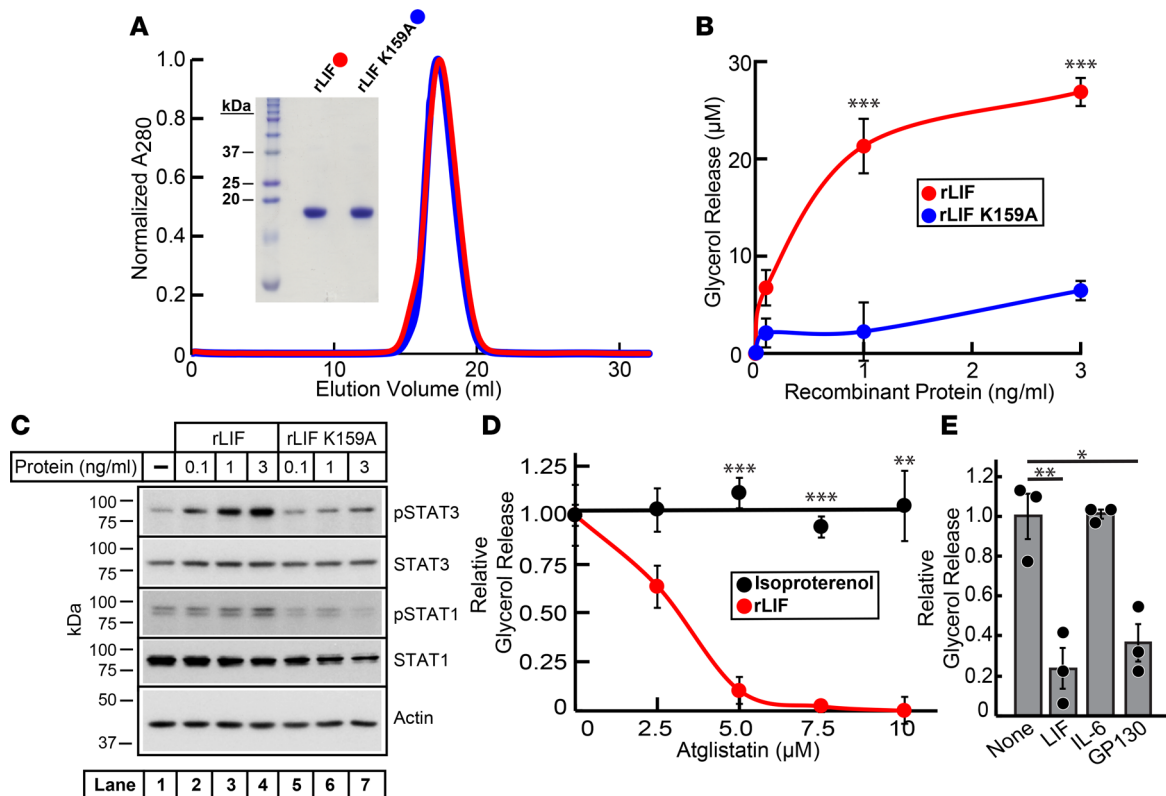 A
rLIF
rLIF K159A
kDa
37
25
20
Normalized A280
1.0
0.8
0.6
0.4
0.2
0
0 10 20 30
Elution Volume (ml)
B
Glycerol Release (µM)
30
20
10
0
*** ***
rLIF
rLIF K159A
0 1 2 3
Recombinant Protein (ng/ml)
C
rLIF rLIF K159A
Protein (ng/ml) – 0.1 1 3 0.1 1 3
kDa
100
75
pSTAT3
100
75
STAT3
100
75
pSTAT1
100
75
STAT1
50
37
Actin
Lane 1 2 3 4 5 6 7
D
Relative
Glycerol Release
1.25
1.00
0.75
0.50
0.25
0
*** *** **
Isoproterenol
rLIF
0 2.5 5.0 7.5 10
Atglistatin (µM)
E
Relative
Glycerol Release
1.2
1.0
0.8
0.6
0.4
0.2
0
*
**
None LIF IL-6 GP130